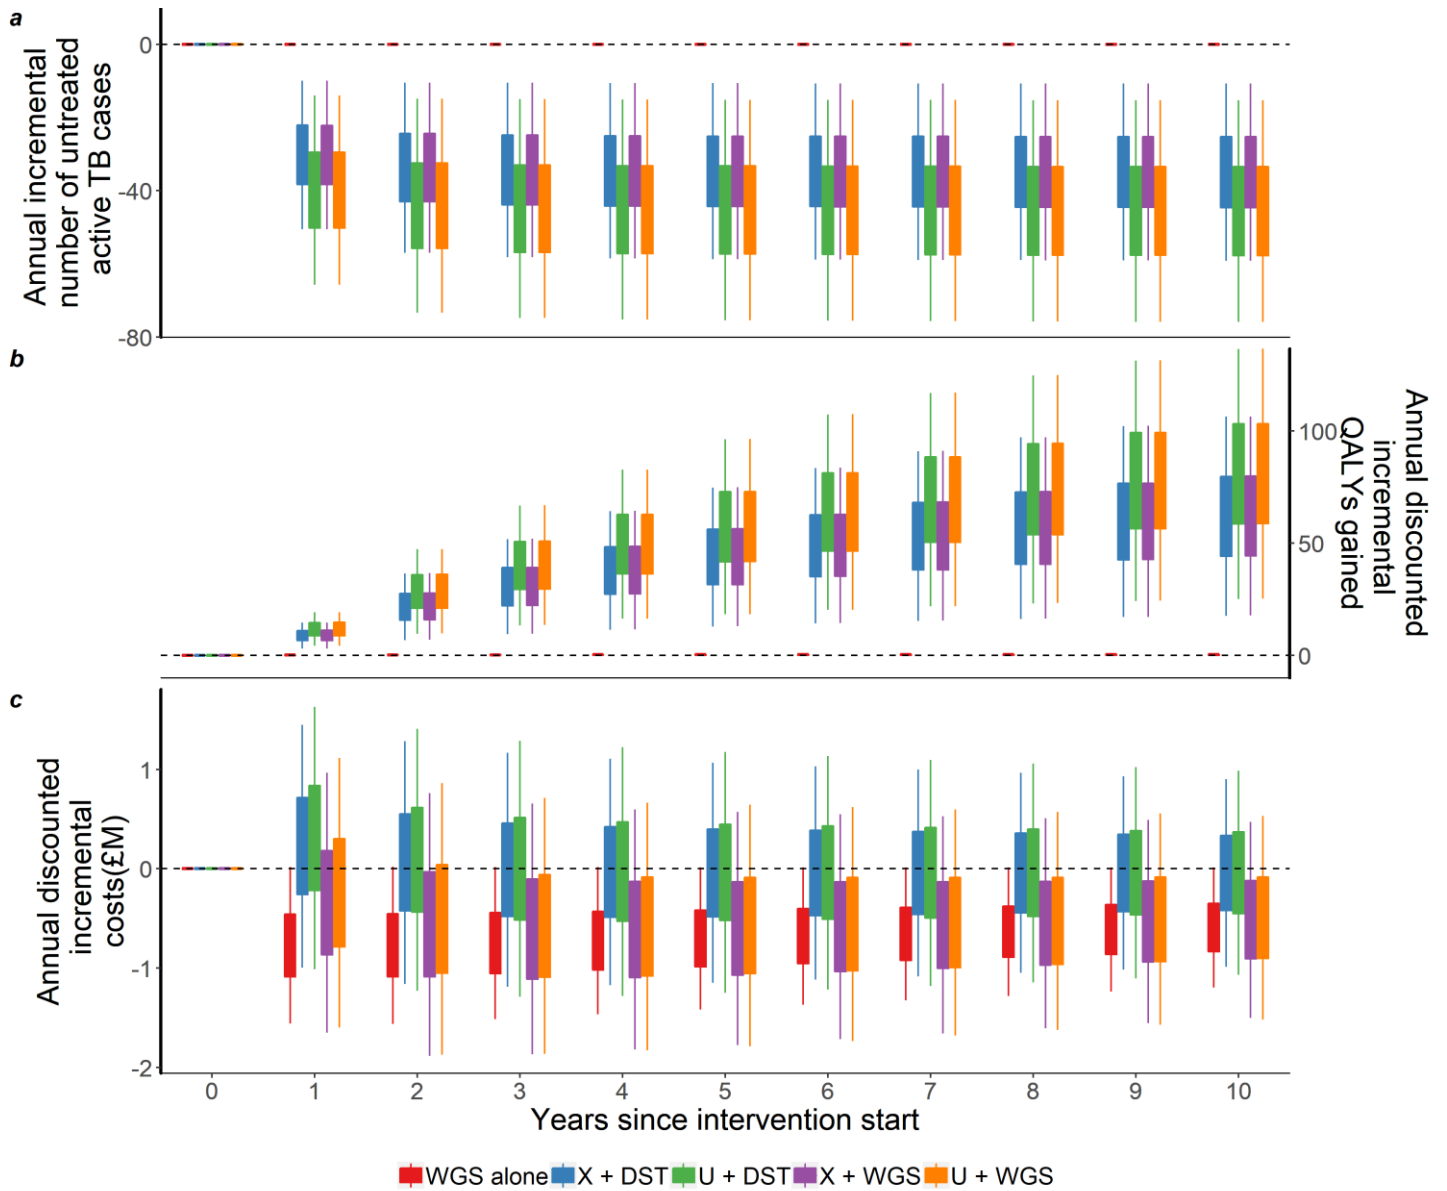 a
Annual incremental
number of untreated
active TB cases
0
-40
-80
b
100
50
0
Annual discounted
incremental
QALYs gained
c
Annual discounted
incremental
costs(£M)
1
0
-1
-2
0 1 2 3 4 5 6 7 8 9 10
Years since intervention start
WGS alone X + DST U + DST X + WGS U + WGS